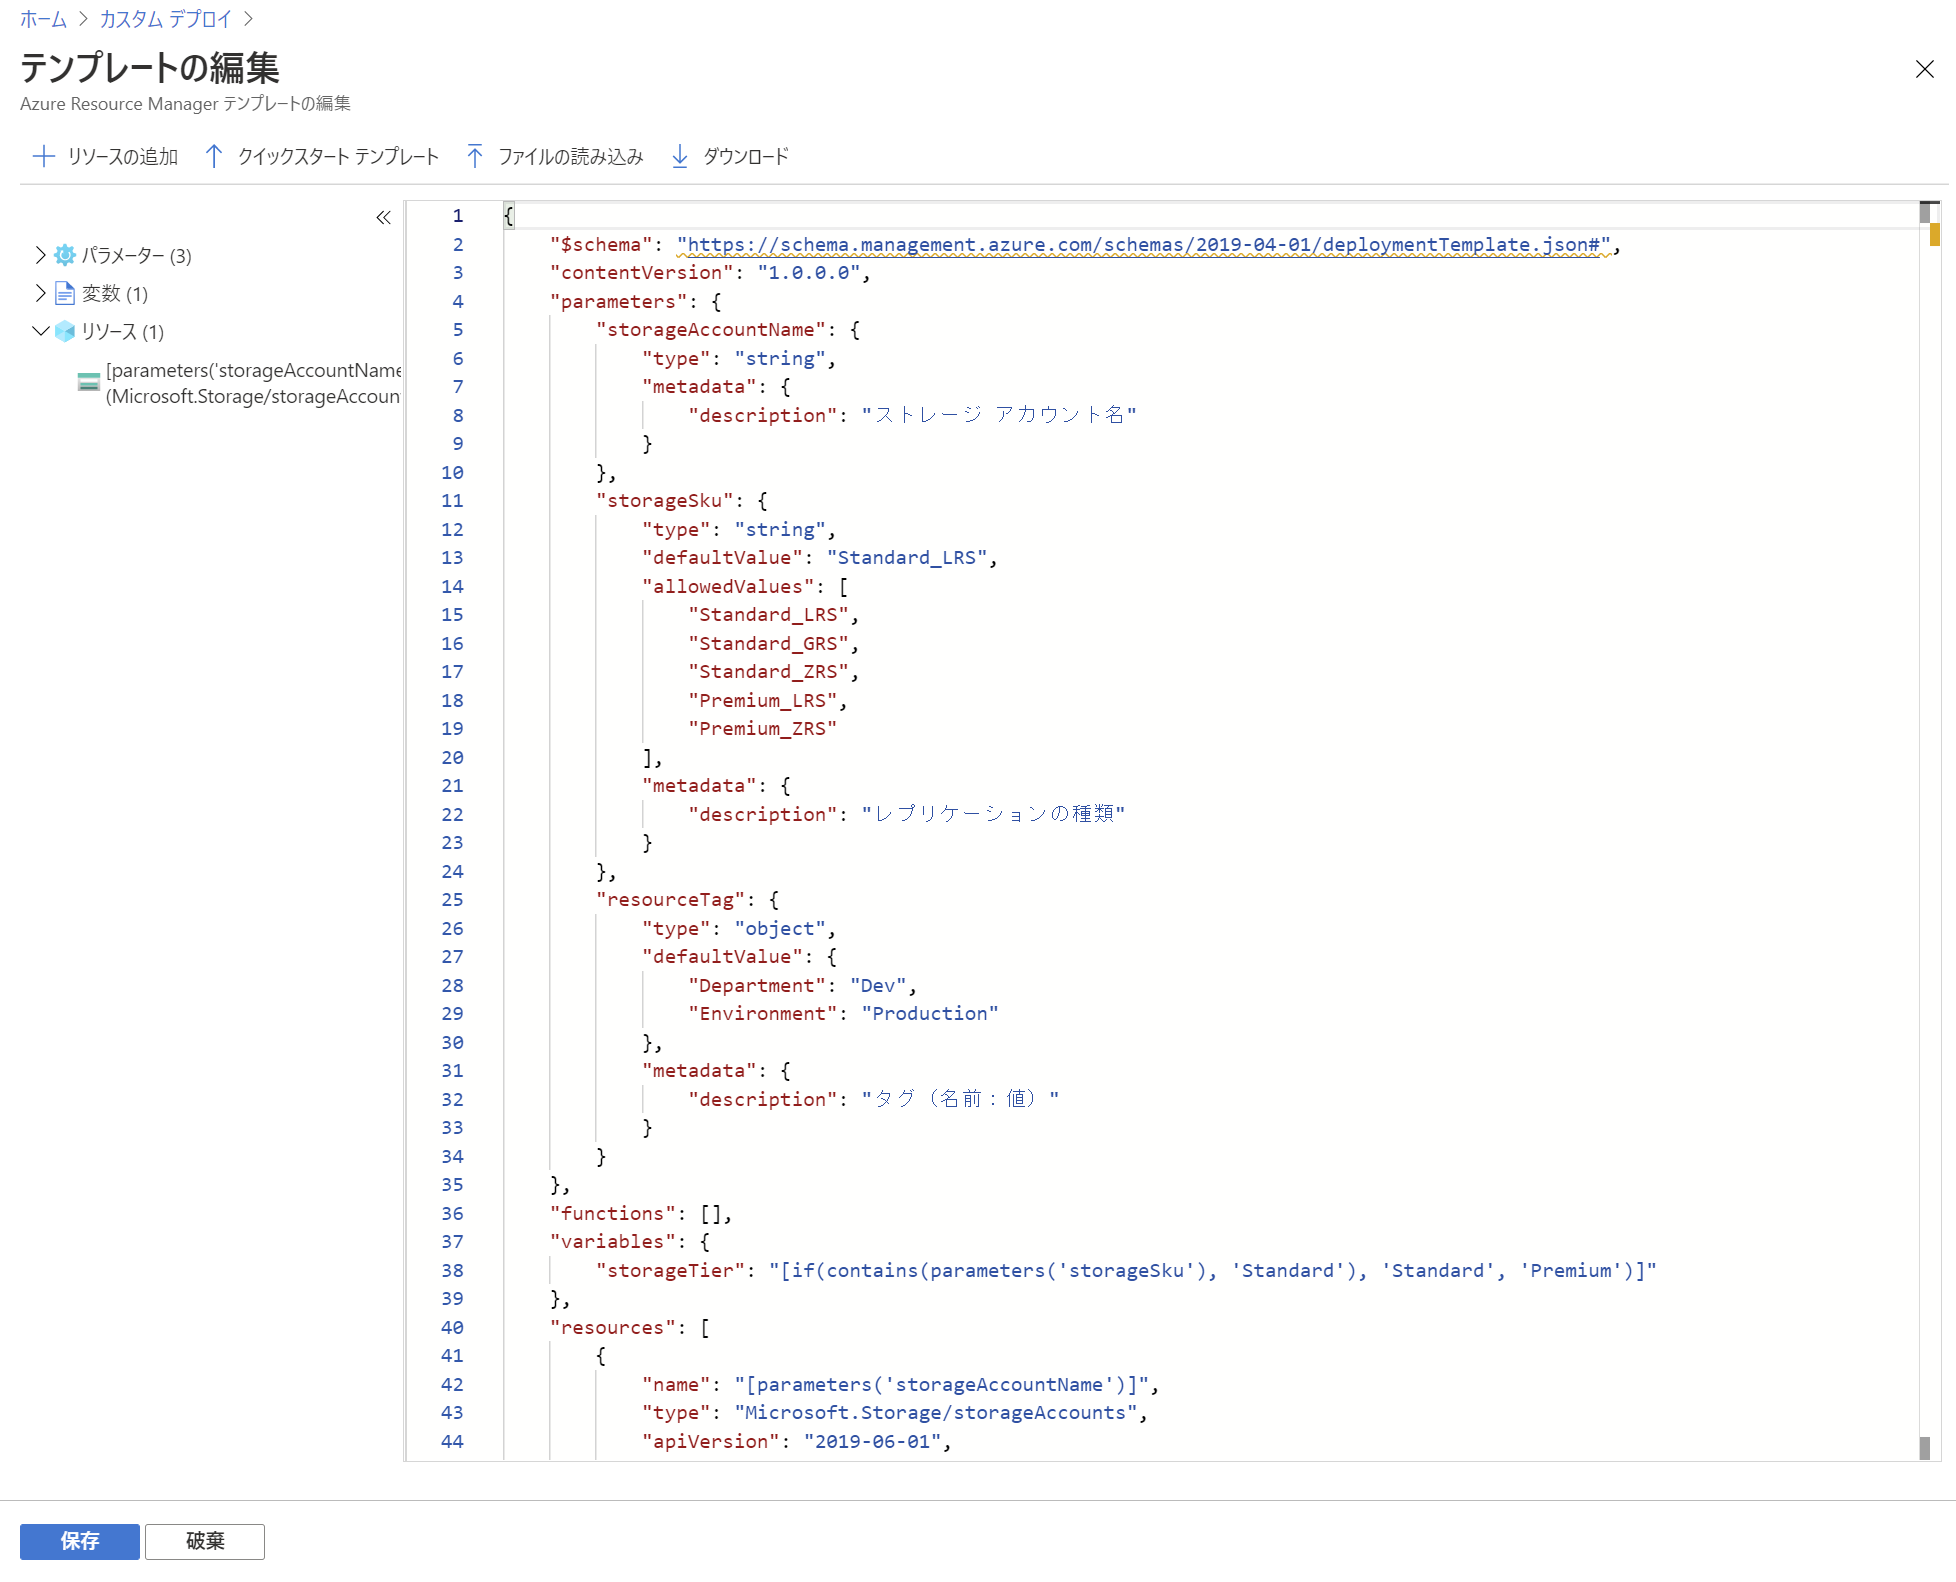 ホーム > カスタム デプロイ >
テンプレートの編集
Azure Resource Manager テンプレートの編集
リソースの追加 クイックスタート テンプレート ファイルの読み込み ダウンロード
パラメーター (3)
変数 (1)
リソース (1)
[parameters('storageAccountName
(Microsoft.Storage/storageAccoun
1 {
2 "$schema": "https://schema.management.azure.com/schemas/2019-04-01/deploymentTemplate.json#",
3 "contentVersion": "1.0.0.0",
4 "parameters": {
5 "storageAccountName": {
6 "type": "string",
7 "metadata": {
8 "description": "ストレージ アカウント名"
9 }
10 },
11 "storageSku": {
12 "type": "string",
13 "defaultValue": "Standard_LRS",
14 "allowedValues": [
15 "Standard_LRS",
16 "Standard_GRS",
17 "Standard_ZRS",
18 "Premium_LRS",
19 "Premium_ZRS"
20 ],
21 "metadata": {
22 "description": "レプリケーションの種類"
23 }
24 },
25 "resourceTag": {
26 "type": "object",
27 "defaultValue": {
28 "Department": "Dev",
29 "Environment": "Production"
30 },
31 "metadata": {
32 "description": "タグ（名前：値）"
33 }
34 }
35 },
36 "functions": [],
37 "variables": {
38 "storageTier": "[if(contains(parameters('storageSku'), 'Standard'), 'Standard', 'Premium')]"
39 },
40 "resources": [
41 {
42 "name": "[parameters('storageAccountName')]",
43 "type": "Microsoft.Storage/storageAccounts",
44 "apiVersion": "2019-06-01",
保存 破棄